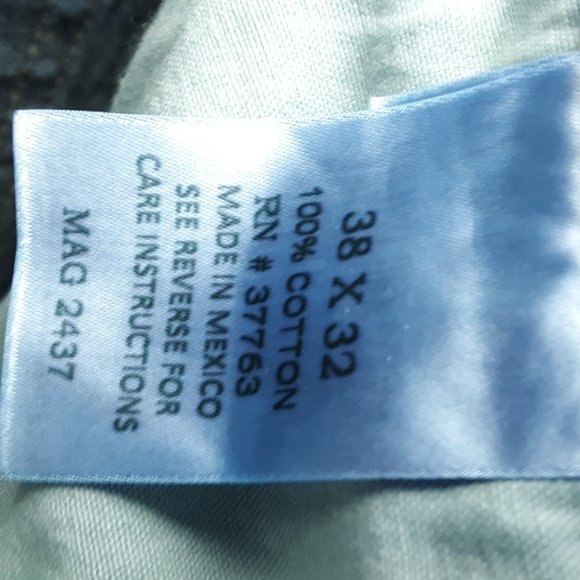 38 X 32
100% COTTON
RN # 37763
MADE IN MEXICO
SEE REVERSE FOR
CARE INSTRUCTIONS
MAG 2437